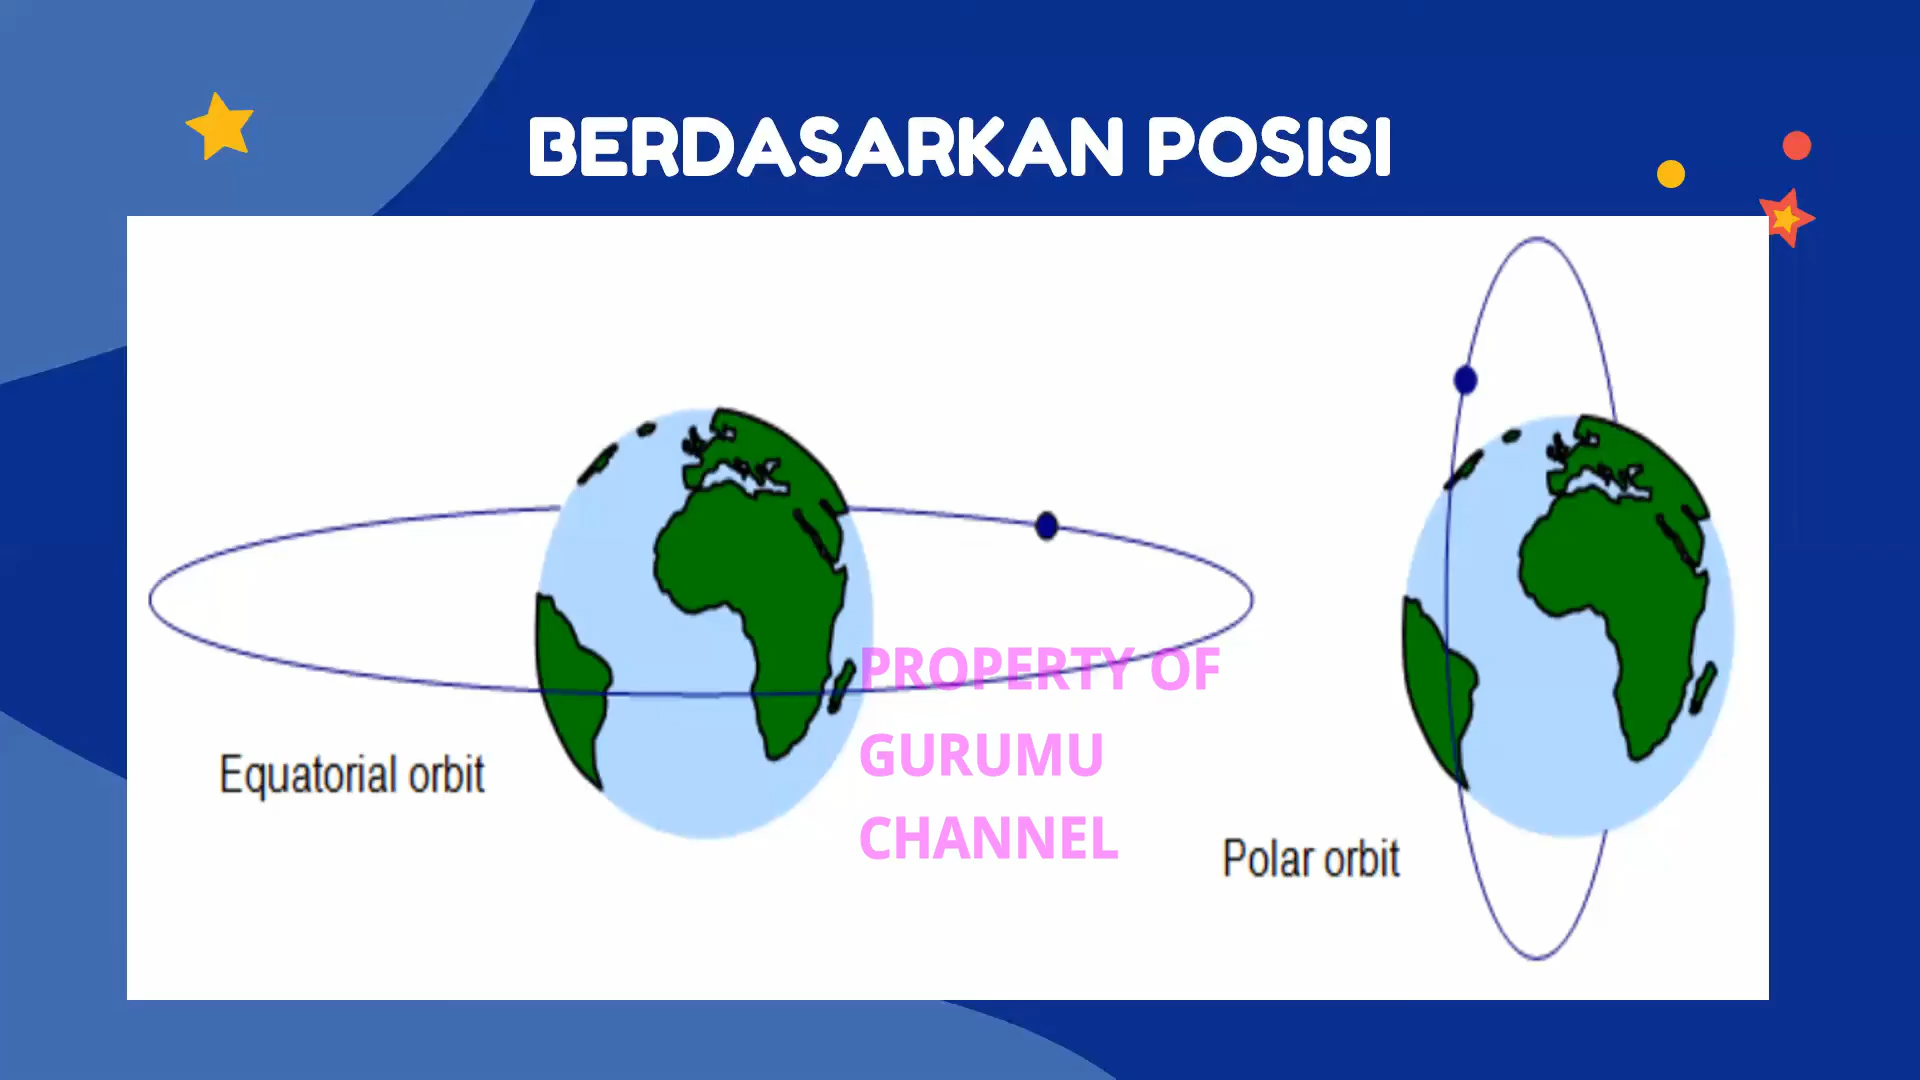 BERDASARKAN POSISI
Equatorial orbit
PROPERTY OF
GURUMU
CHANNEL
Polar orbit